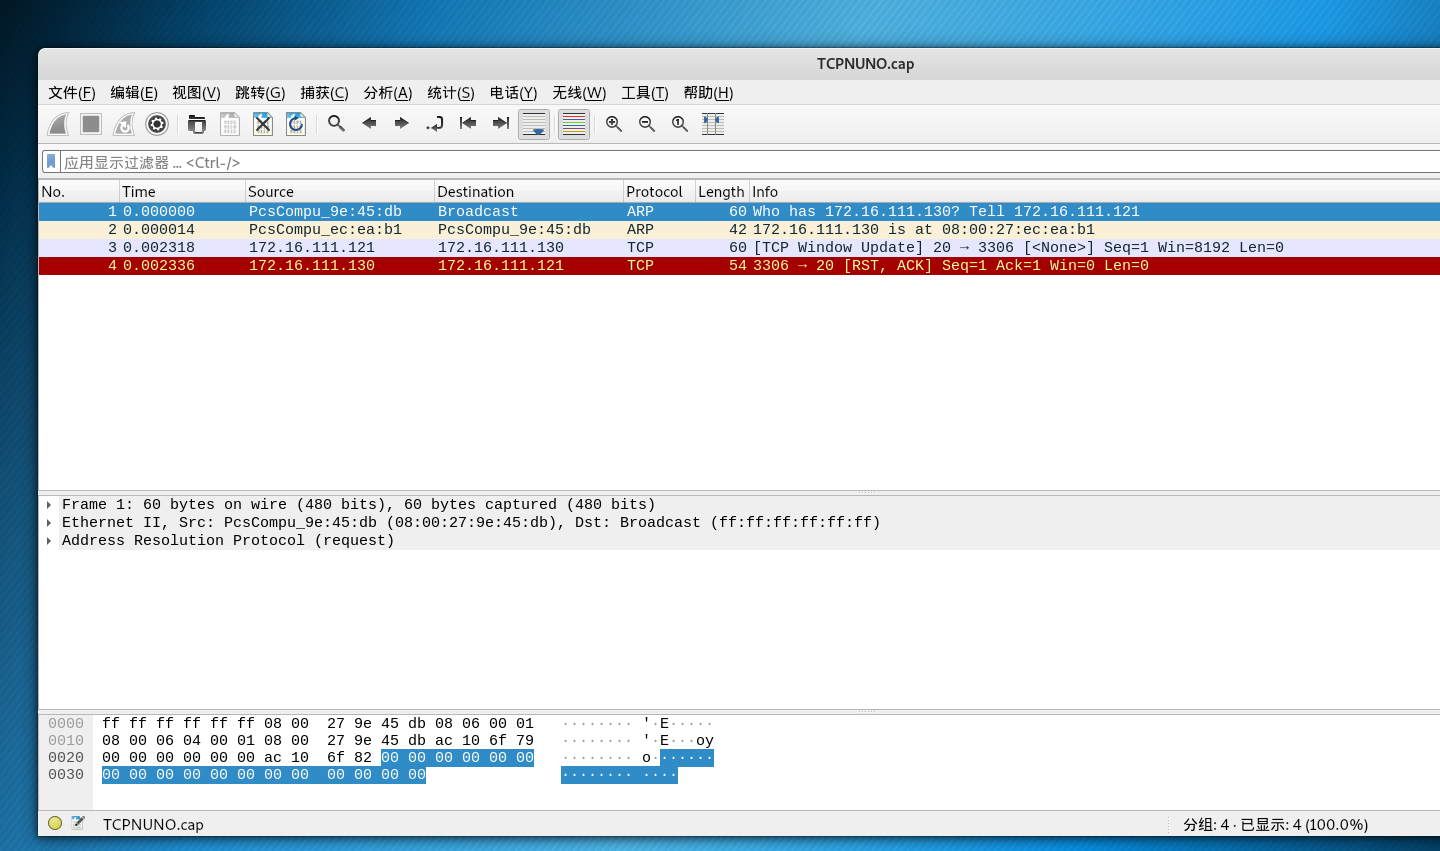 TCPNUNO.cap
文件(F) 编辑(E) 视图(V) 跳转(G) 捕获(C) 分析(A) 统计(S) 电话(Y) 无线(W) 工具(T) 帮助(H)
应用显示过滤器 … <Ctrl-/>
No. Time Source Destination Protocol Length Info
1 0.000000 PcsCompu_9e:45:db Broadcast ARP 60 Who has 172.16.111.130? Tell 172.16.111.121
2 0.000014 PcsCompu_ec:ea:b1 PcsCompu_9e:45:db ARP 42 172.16.111.130 is at 08:00:27:ec:ea:b1
3 0.002318 172.16.111.121 172.16.111.130 TCP 60 [TCP Window Update] 20 → 3306 [<None>] Seq=1 Win=8192 Len=0
4 0.002336 172.16.111.130 172.16.111.121 TCP 54 3306 → 20 [RST, ACK] Seq=1 Ack=1 Win=0 Len=0
Frame 1: 60 bytes on wire (480 bits), 60 bytes captured (480 bits)
Ethernet II, Src: PcsCompu_9e:45:db (08:00:27:9e:45:db), Dst: Broadcast (ff:ff:ff:ff:ff:ff)
Address Resolution Protocol (request)
0000 ff ff ff ff ff ff 08 00 27 9e 45 db 08 06 00 01 ········ '·E·····
0010 08 00 06 04 00 01 08 00 27 9e 45 db ac 10 6f 79 ········ '·E···oy
0020 00 00 00 00 00 00 ac 10 6f 82 00 00 00 00 00 00 ········ o·······
0030 00 00 00 00 00 00 00 00 00 00 00 00 ········ ····
TCPNUNO.cap 分组: 4 · 已显示: 4 (100.0%)